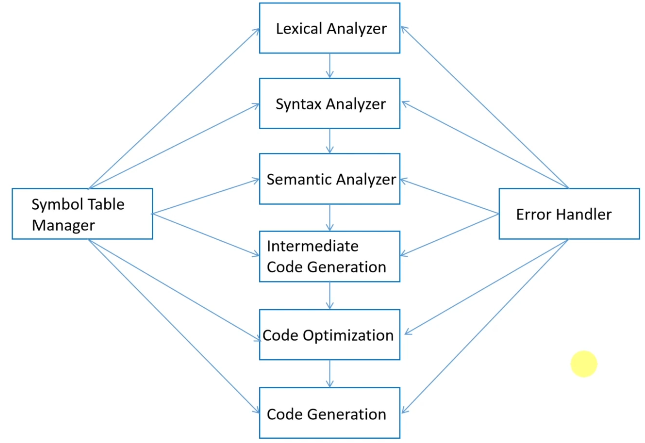 Lexical Analyzer
Syntax Analyzer
Semantic Analyzer
Symbol Table
Manager
Error Handler
Intermediate
Code Generation
Code Optimization
Code Generation